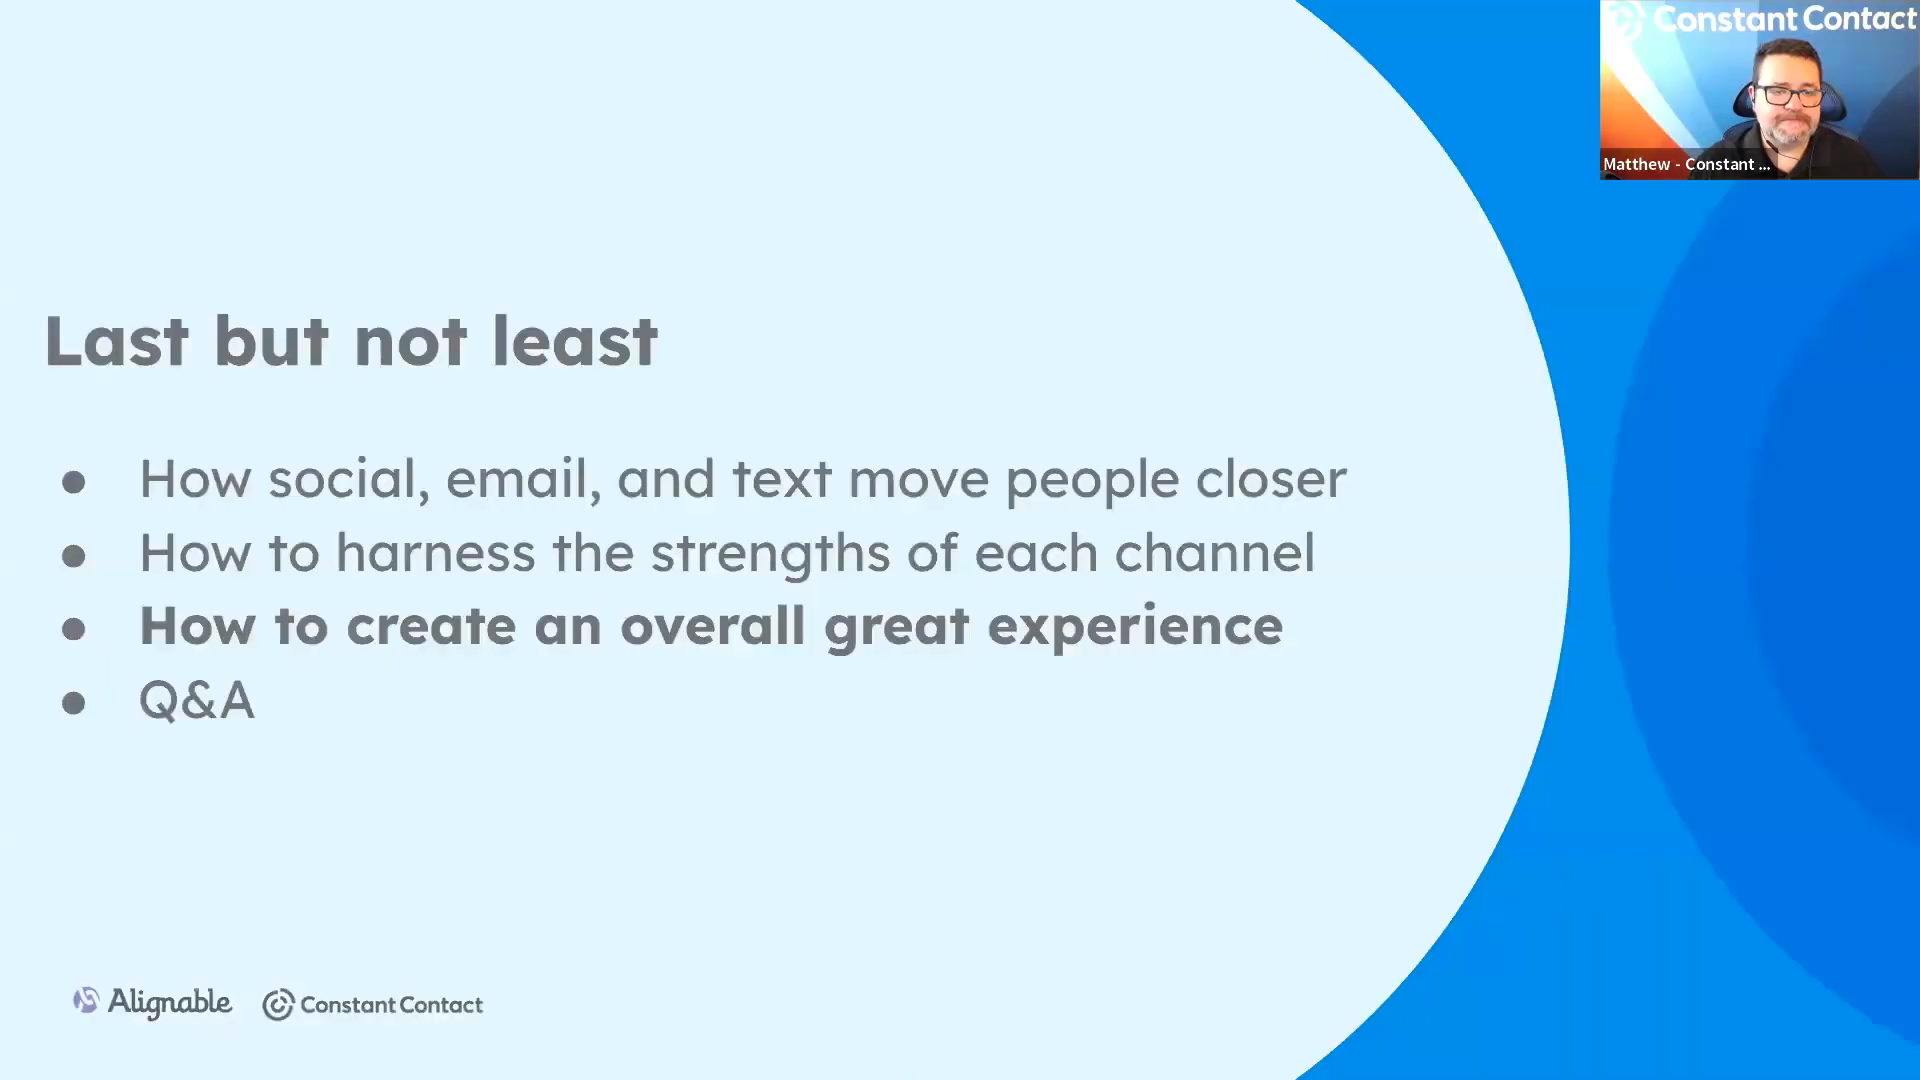 Constant Contact
Matthew - Constant ...
Last but not least
● How social, email, and text move people closer
● How to harness the strengths of each channel
● How to create an overall great experience
● Q&A
Alignable
Constant Contact